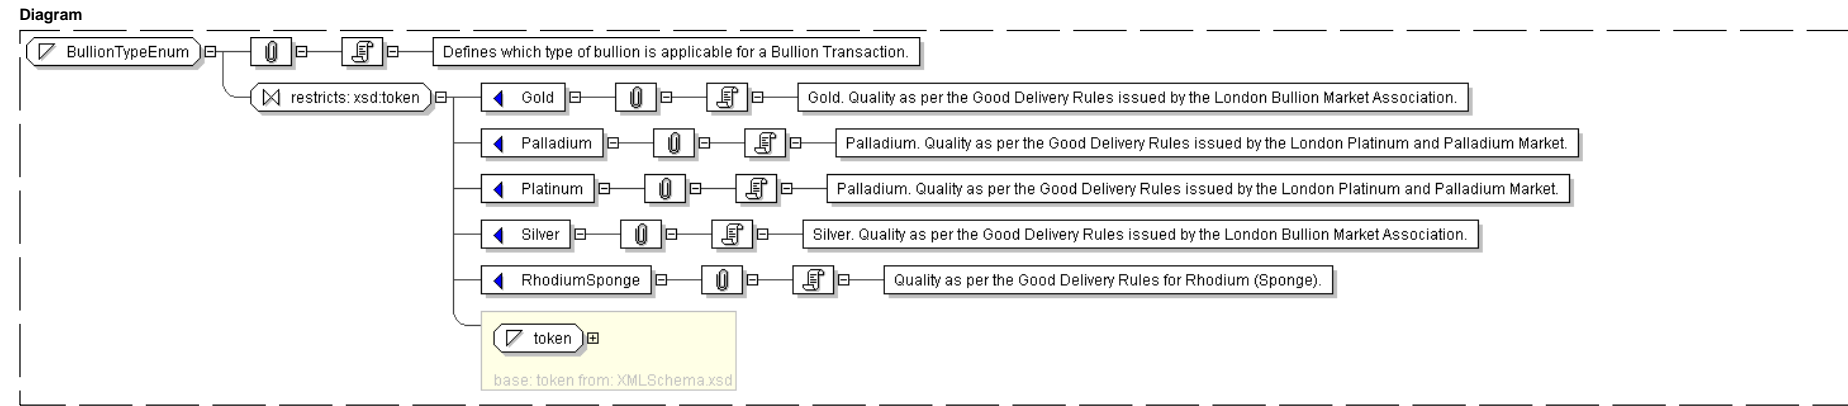 Diagram
BullionTypeEnum Defines which type of bullion is applicable for a Bullion Transaction.
restricts: xsd:token Gold Gold. Quality as per the Good Delivery Rules issued by the London Bullion Market Association.
Palladium Palladium. Quality as per the Good Delivery Rules issued by the London Platinum and Palladium Market.
Platinum Palladium. Quality as per the Good Delivery Rules issued by the London Platinum and Palladium Market.
Silver Silver. Quality as per the Good Delivery Rules issued by the London Bullion Market Association.
RhodiumSponge Quality as per the Good Delivery Rules for Rhodium (Sponge).
token
base: token from: XMLSchema.xsd